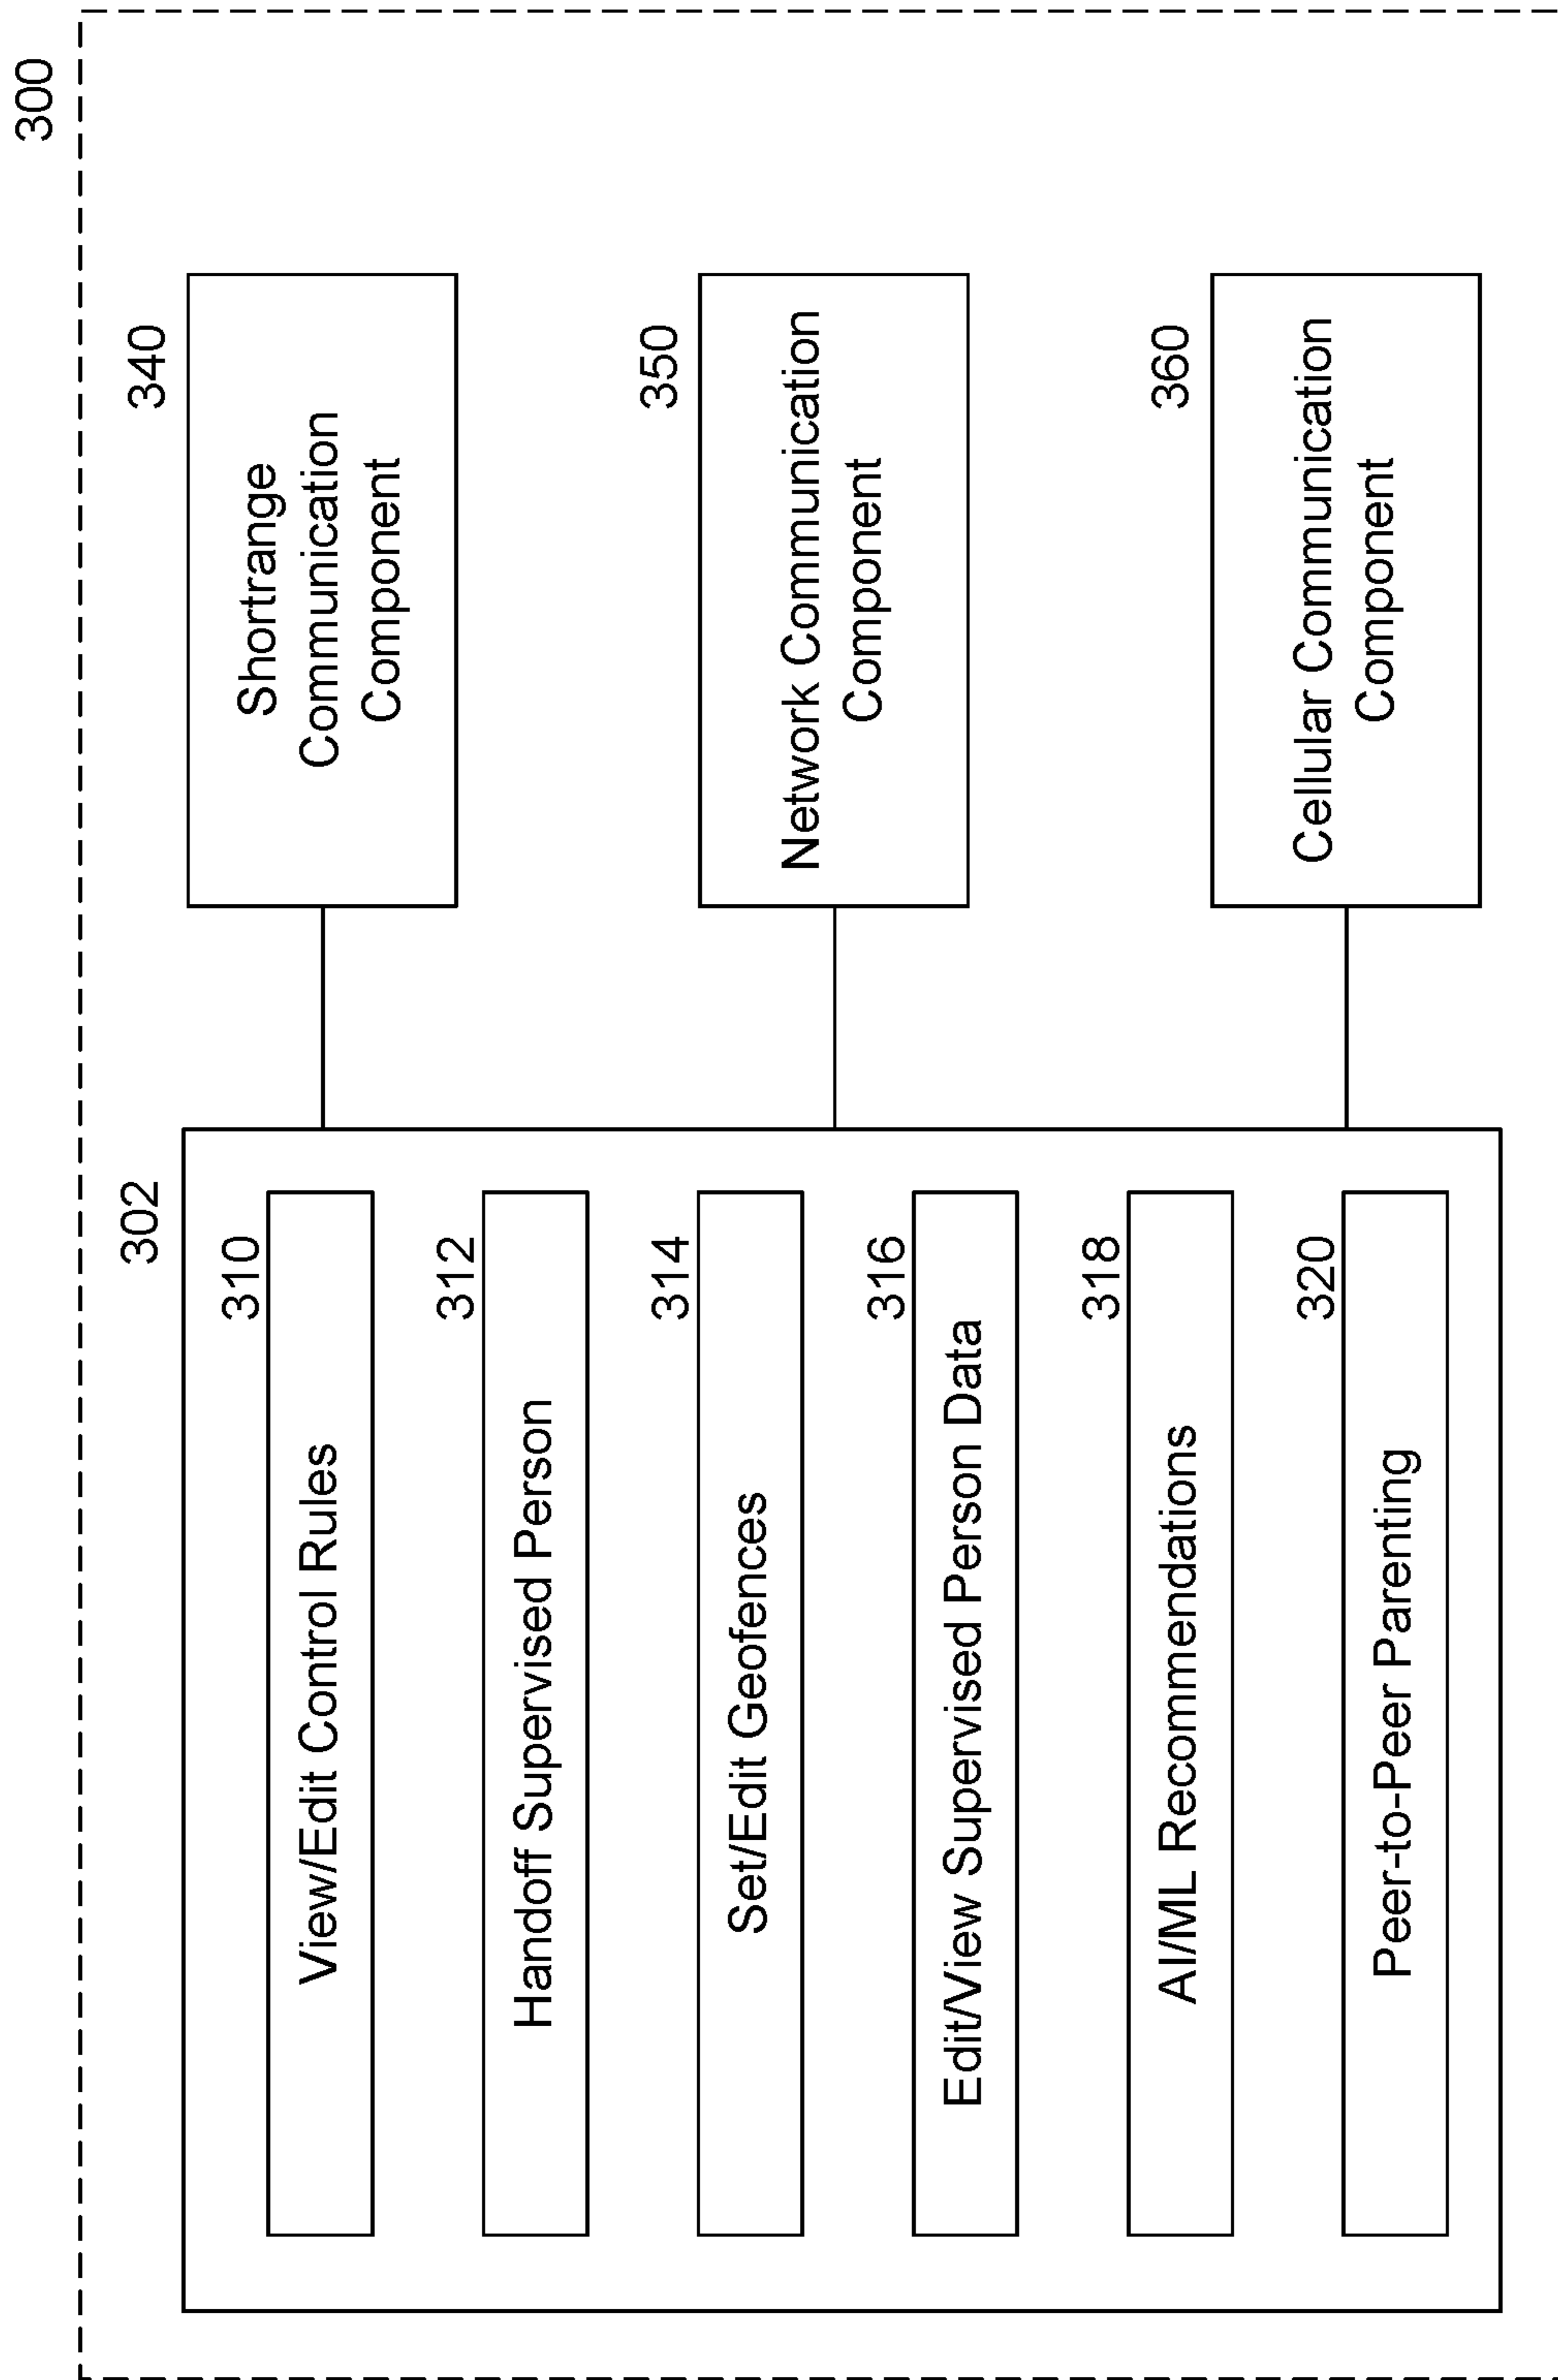 300
302
310
View/Edit Control Rules
312
Handoff Supervised Person
314
Set/Edit Geofences
316
Edit/View Supervised Person Data
318
AI/ML Recommendations
320
Peer-to-Peer Parenting
340
Shortrange
Communication
Component
350
Network Communication
Component
360
Cellular Communication
Component